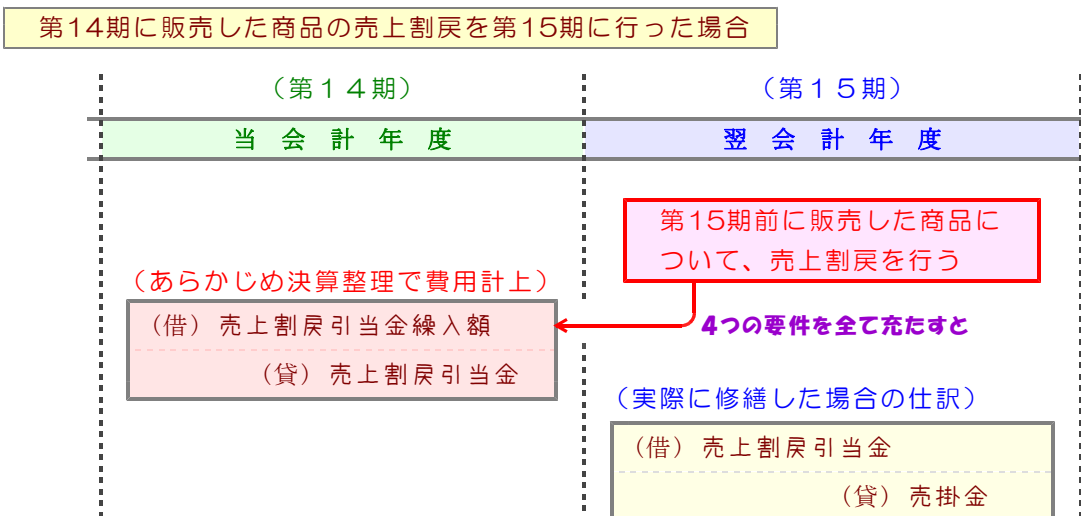 第14期に販売した商品の売上割戻を第15期に行った場合
（第１４期）
（第１５期）
当会計年度
翌会計年度
第15期前に販売した商品に
ついて、売上割戻を行う
（あらかじめ決算整理で費用計上）
（借）売上割戻引当金繰入額
4つの要件を全て充たすと
（貸）売上割戻引当金
（実際に修繕した場合の仕訳）
（借）売上割戻引当金
（貸）売掛金